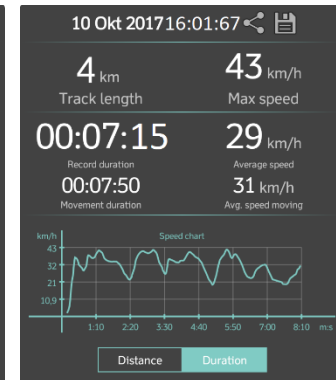 10 Okt 2017 16:01:67
4 km
Track length
43 km/h
Max speed
00:07:15
Record duration
29 km/h
Average speed
00:07:50
Movement duration
31 km/h
Avg. speed moving
km/h
Speed chart
43
32
21
10,9
1:10 2:20 3:30 4:40 5:50 7:00 8:10 m:s
Distance
Duration